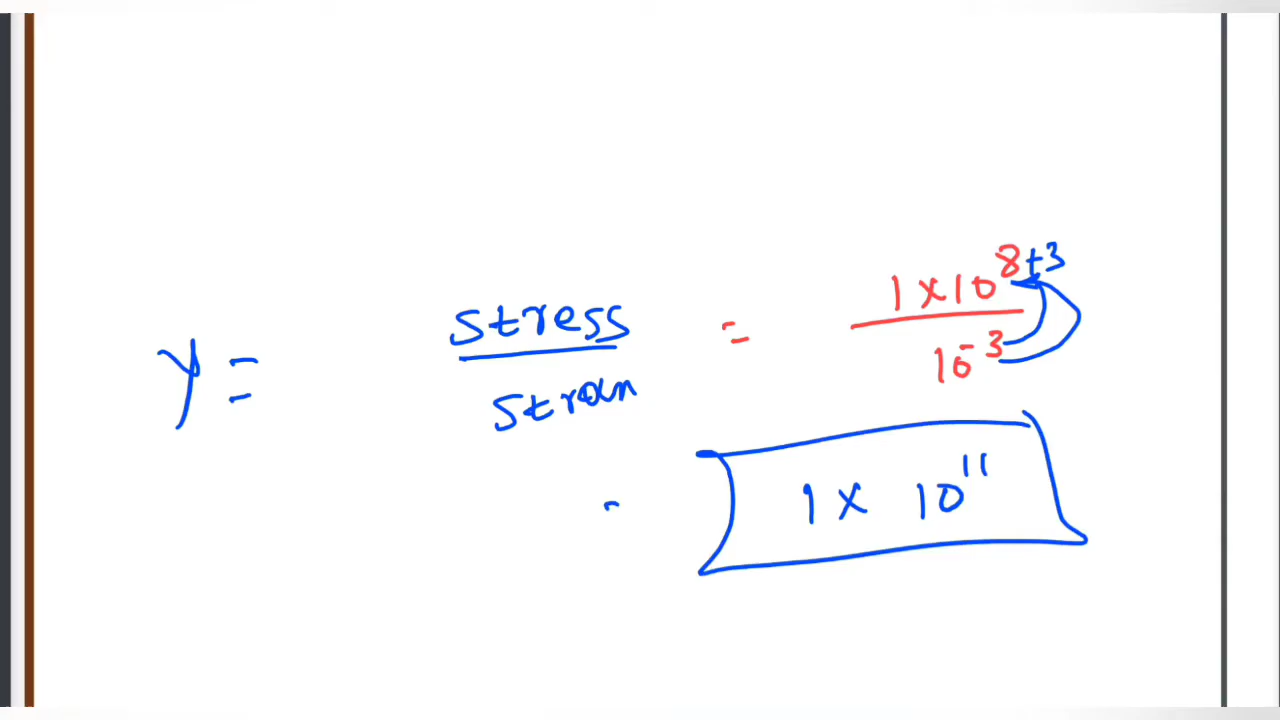 Y = stress / strain = 1 × 10^8+3 / 10^-3
= 1 × 10^11